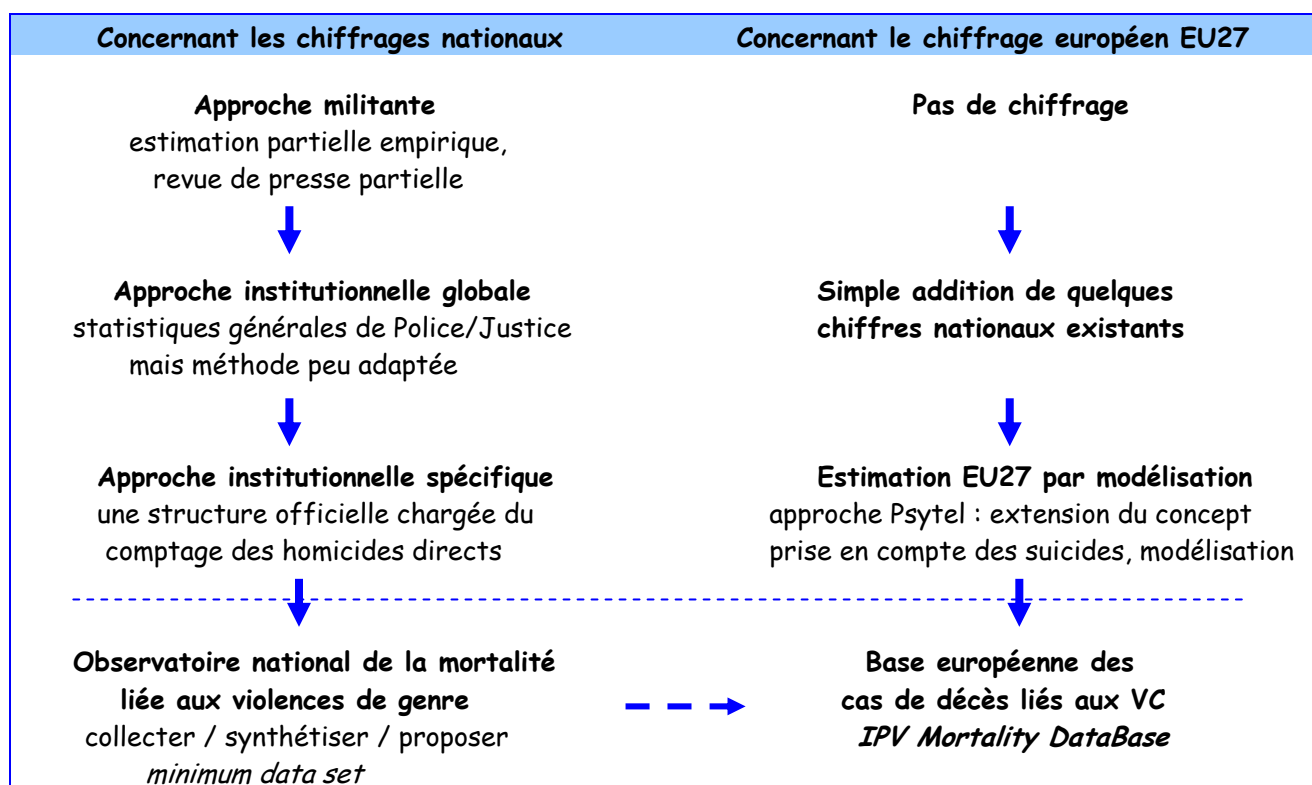 Concernant les chiffrages nationaux
Concernant le chiffrage européen EU27
Approche militante
estimation partielle empirique,
revue de presse partielle
Pas de chiffrage
Approche institutionnelle globale
statistiques générales de Police/Justice
mais méthode peu adaptée
Simple addition de quelques
chiffres nationaux existants
Approche institutionnelle spécifique
une structure officielle chargée du
comptage des homicides directs
Estimation EU27 par modélisation
approche Psytel : extension du concept
prise en compte des suicides, modélisation
Observatoire national de la mortalité
liée aux violences de genre
collecter / synthétiser / proposer
minimum data set
Base européenne des
cas de décès liés aux VC
IPV Mortality DataBase